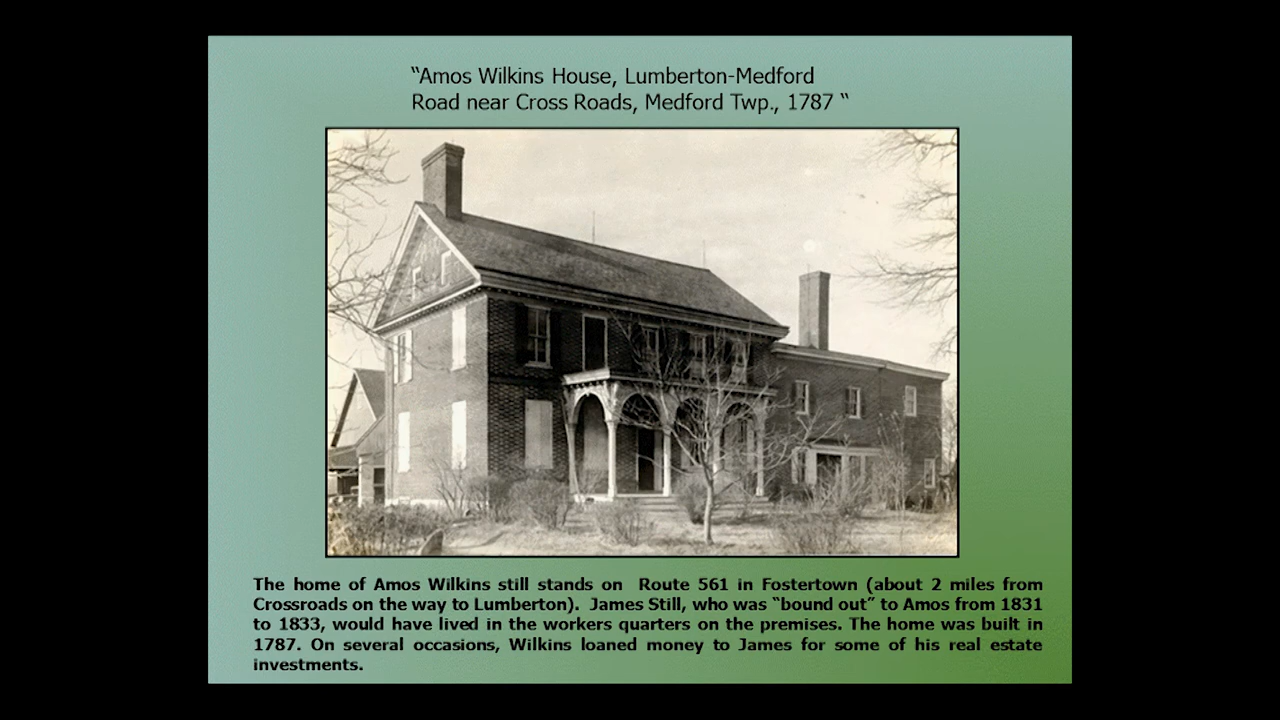 “Amos Wilkins House, Lumberton-Medford
Road near Cross Roads, Medford Twp., 1787 “
The home of Amos Wilkins still stands on Route 561 in Fostertown (about 2 miles from
Crossroads on the way to Lumberton). James Still, who was “bound out” to Amos from 1831
to 1833, would have lived in the workers quarters on the premises. The home was built in
1787. On several occasions, Wilkins loaned money to James for some of his real estate
investments.